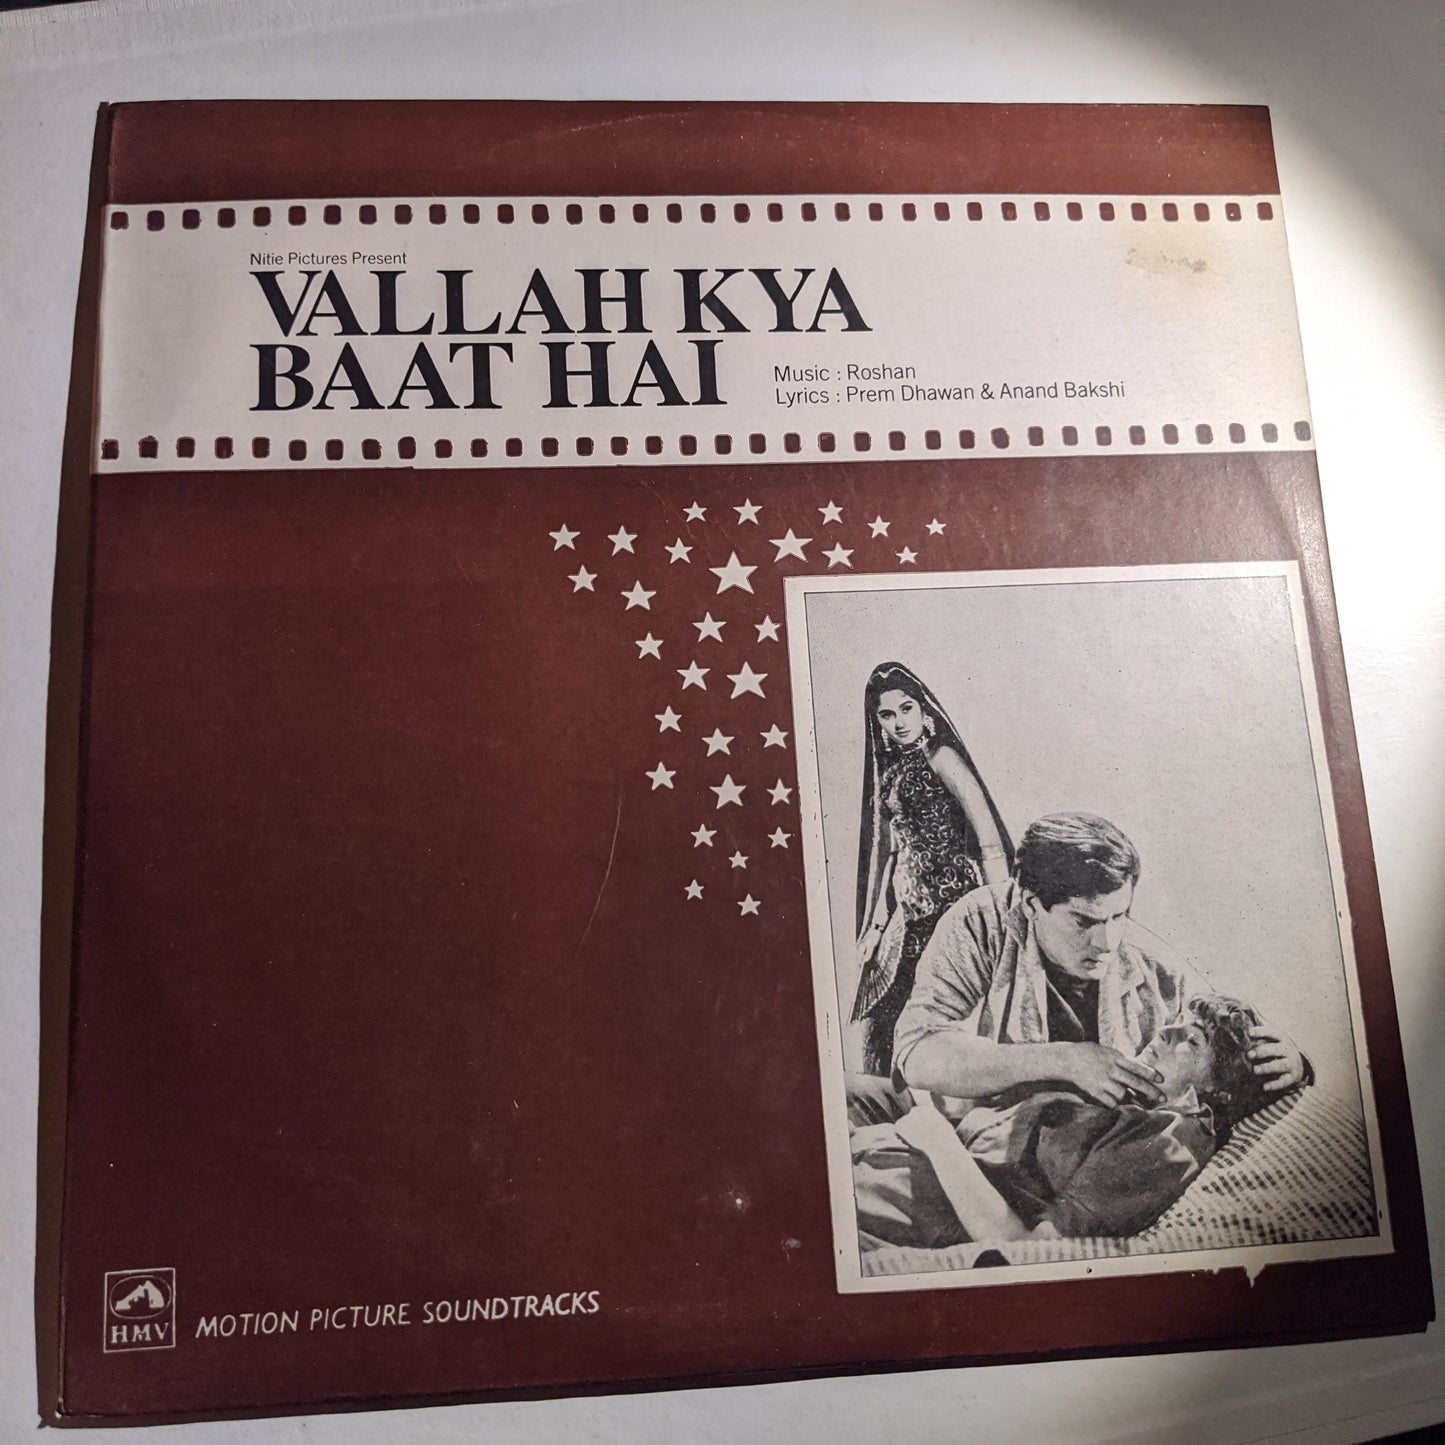 Nitie Pictures Present
VALLAH KYA
BAAT HAI
Music : Roshan
Lyrics : Prem Dhawan & Anand Bakshi
HMV
MOTION PICTURE SOUNDTRACKS